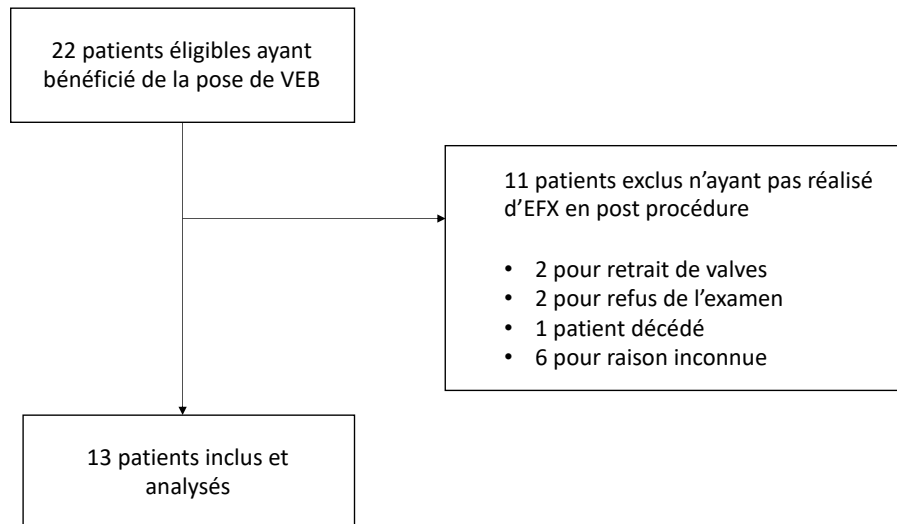 22 patients éligibles ayant
bénéficié de la pose de VEB
11 patients exclus n’ayant pas réalisé
d’EFX en post procédure
• 2 pour retrait de valves
• 2 pour refus de l’examen
• 1 patient décédé
• 6 pour raison inconnue
13 patients inclus et
analysés